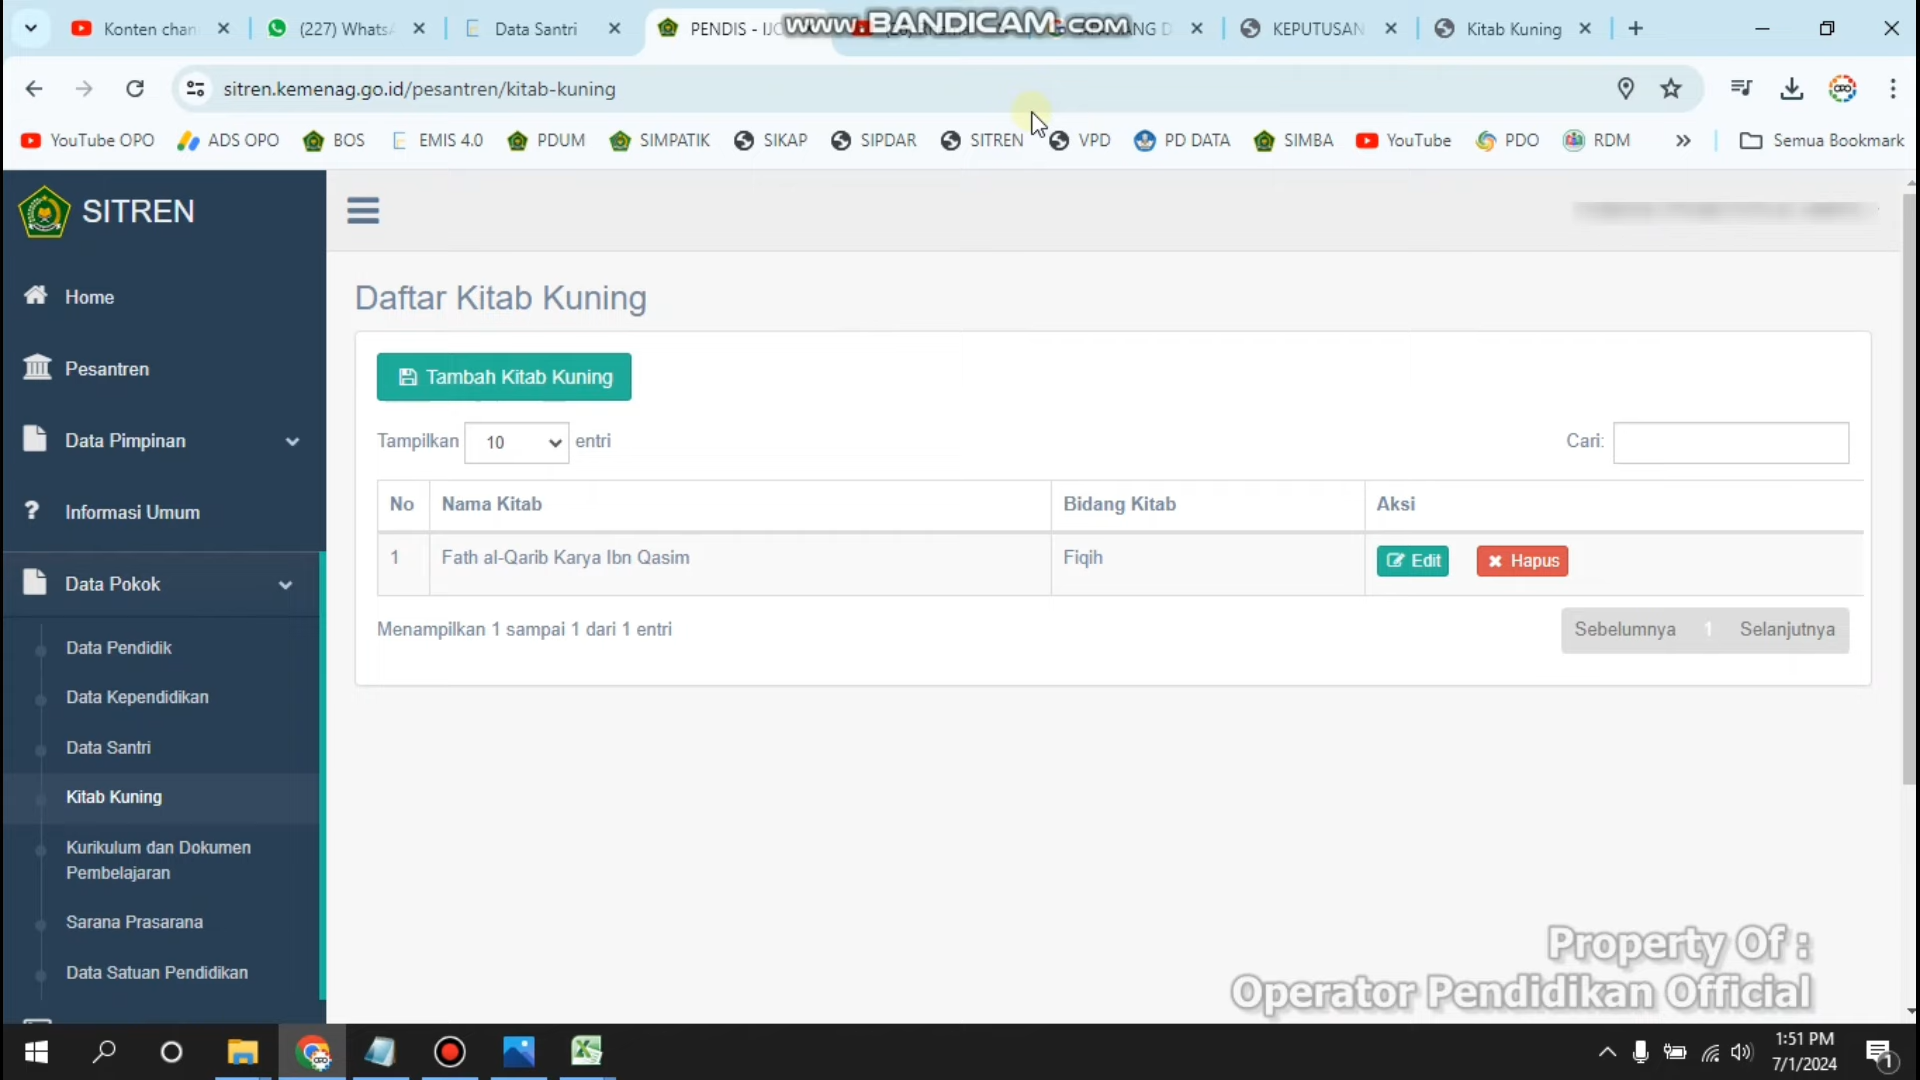 Konten chan
(227) Whats
Data Santri
PENDIS - IJO
www.BANDICAM.com
KEPUTUSAN
Kitab Kuning
sitren.kemenag.go.id/pesantren/kitab-kuning
YouTube OPO
ADS OPO
BOS
EMIS 4.0
PDUM
SIMPATIK
SIKAP
SIPDAR
SITREN
VPD
PD DATA
SIMBA
YouTube
PDO
RDM
Semua Bookmark
SITREN
Home
Pesantren
Data Pimpinan
Informasi Umum
Data Pokok
Data Pendidik
Data Kependidikan
Data Santri
Kitab Kuning
Kurikulum dan Dokumen
Pembelajaran
Sarana Prasarana
Data Satuan Pendidikan
Daftar Kitab Kuning
Tambah Kitab Kuning
Tampilkan 10 entri
Cari:
No Nama Kitab Bidang Kitab Aksi
1 Fath al-Qarib Karya Ibn Qasim Fiqih Edit Hapus
Menampilkan 1 sampai 1 dari 1 entri
Sebelumnya 1 Selanjutnya
Property Of :
Operator Pendidikan Official
1:51 PM
7/1/2024
1